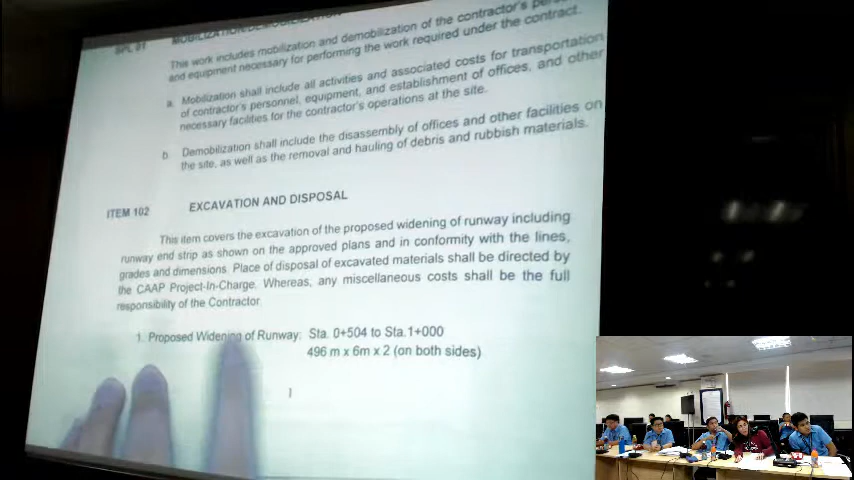 SPL 01 MOBILIZATION/DEMOBILIZATION
This work includes mobilization and demobilization of the contractor's
and equipment necessary for performing the work required under the contract.
a. Mobilization shall include all activities and associated costs for transportation
of contractor's personnel, equipment, and establishment of offices, and other
necessary facilities for the contractor's operations at the site.
b. Demobilization shall include the disassembly of offices and other facilities on
the site, as well as the removal and hauling of debris and rubbish materials.
ITEM 102 EXCAVATION AND DISPOSAL
This item covers the excavation of the proposed widening of runway including
runway end strip as shown on the approved plans and in conformity with the lines,
grades and dimensions. Place of disposal of excavated materials shall be directed by
the CAAP Project-In-Charge. Whereas, any miscellaneous costs shall be the full
responsibility of the Contractor
1. Proposed Widening of Runway: Sta. 0+504 to Sta.1+000
496 m x 6m x 2 (on both sides)